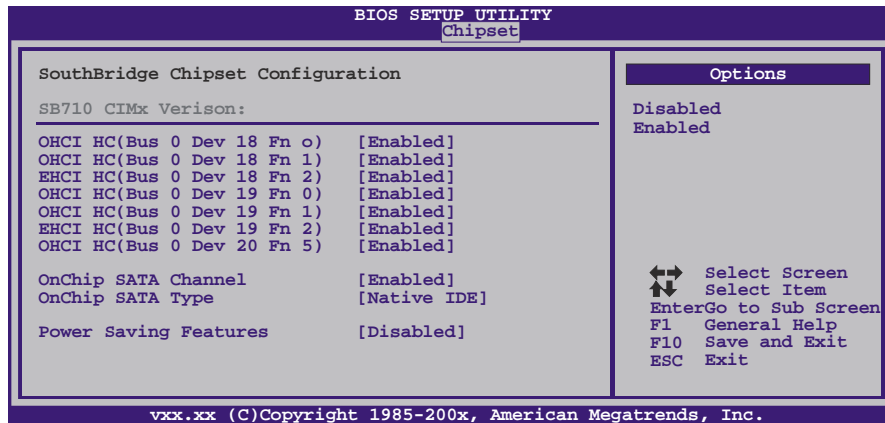 BIOS SETUP UTILITY
Chipset
SouthBridge Chipset Configuration
SB710 CIMx Verison:
OHCI HC(Bus 0 Dev 18 Fn o) [Enabled]
OHCI HC(Bus 0 Dev 18 Fn 1) [Enabled]
EHCI HC(Bus 0 Dev 18 Fn 2) [Enabled]
OHCI HC(Bus 0 Dev 19 Fn 0) [Enabled]
OHCI HC(Bus 0 Dev 19 Fn 1) [Enabled]
EHCI HC(Bus 0 Dev 19 Fn 2) [Enabled]
OHCI HC(Bus 0 Dev 20 Fn 5) [Enabled]
OnChip SATA Channel [Enabled]
OnChip SATA Type [Native IDE]
Power Saving Features [Disabled]
Options
Disabled
Enabled
Select Screen
Select Item
EnterGo to Sub Screen
F1 General Help
F10 Save and Exit
ESC Exit
vxx.xx (C)Copyright 1985-200x, American Megatrends, Inc.